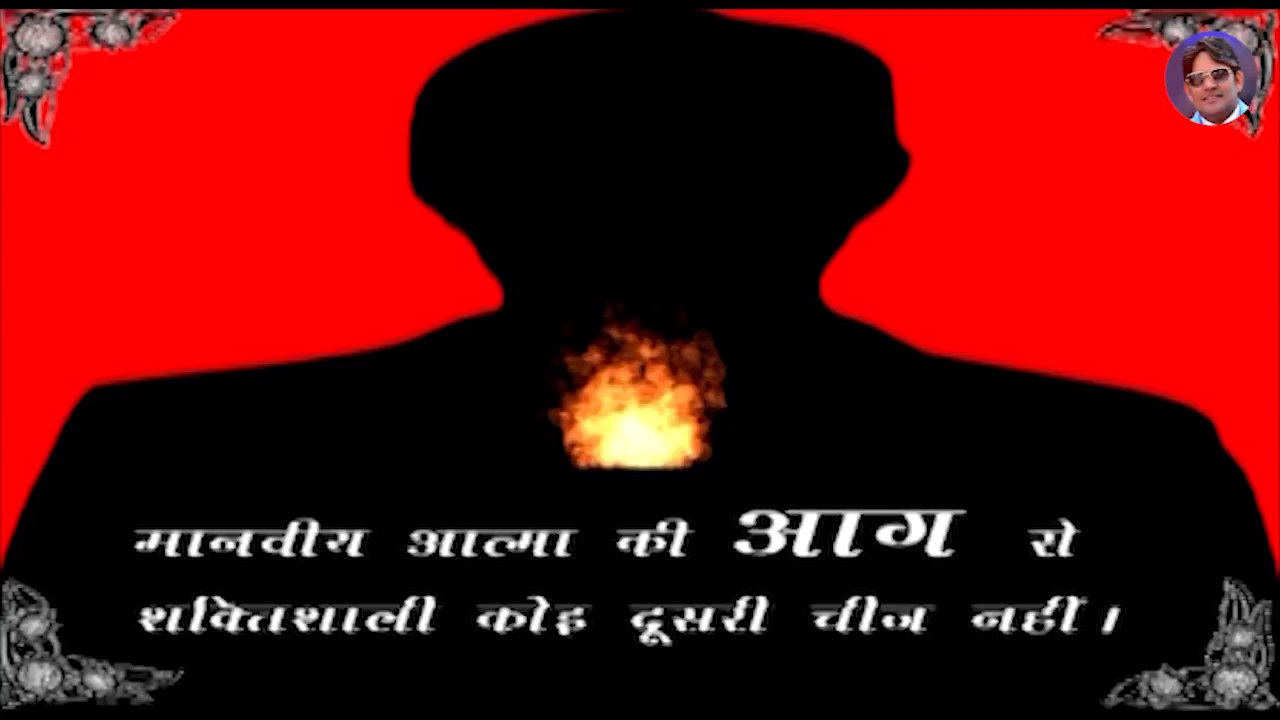 मानवीय आत्मा की आग से
शक्तिशाली कोइ दूसरी चीज नहीं।